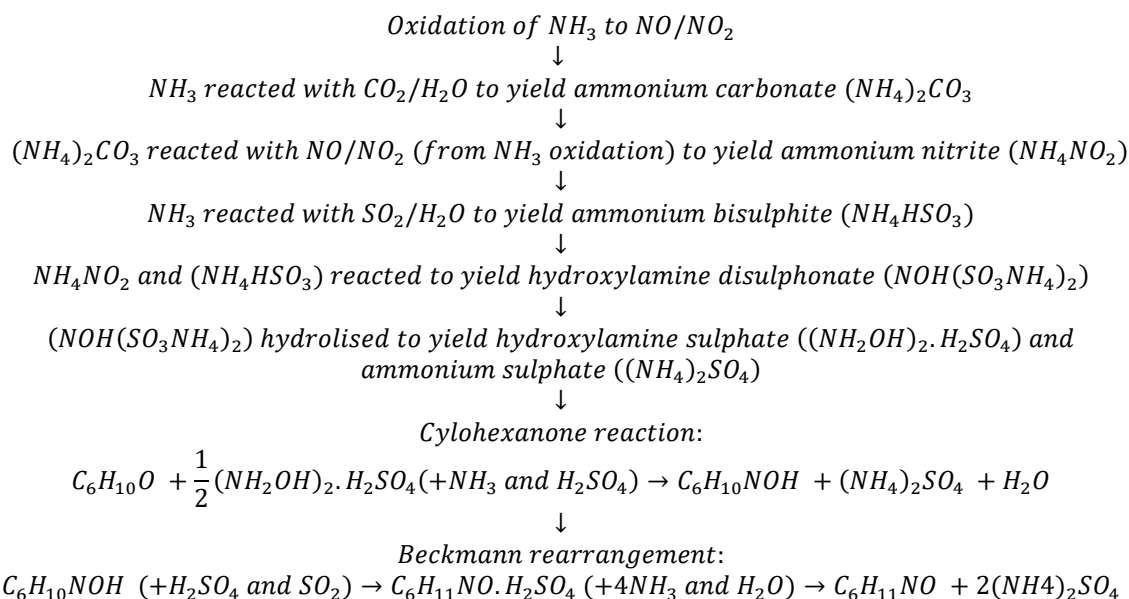 Oxidation of NH₃ to NO/NO₂
↓
NH₃ reacted with CO₂/H₂O to yield ammonium carbonate (NH₄)₂CO₃
↓
(NH₄)₂CO₃ reacted with NO/NO₂ (from NH₃ oxidation) to yield ammonium nitrite (NH₄NO₂)
↓
NH₃ reacted with SO₂/H₂O to yield ammonium bisulphite (NH₄HSO₃)
↓
NH₄NO₂ and (NH₄HSO₃) reacted to yield hydroxylamine disulphonate (NOH(SO₃NH₄)₂)
↓
(NOH(SO₃NH₄)₂) hydrolised to yield hydroxylamine sulphate ((NH₂OH)₂.H₂SO₄) and
ammonium sulphate ((NH₄)₂SO₄)
↓
Cylohexanone reaction:
C₆H₁₀O + 1/2 (NH₂OH)₂.H₂SO₄(+NH₃ and H₂SO₄) → C₆H₁₀NOH + (NH₄)₂SO₄ + H₂O
↓
Beckmann rearrangement:
C₆H₁₀NOH (+H₂SO₄ and SO₂) → C₆H₁₁NO.H₂SO₄ (+4NH₃ and H₂O) → C₆H₁₁NO + 2(NH4)₂SO₄